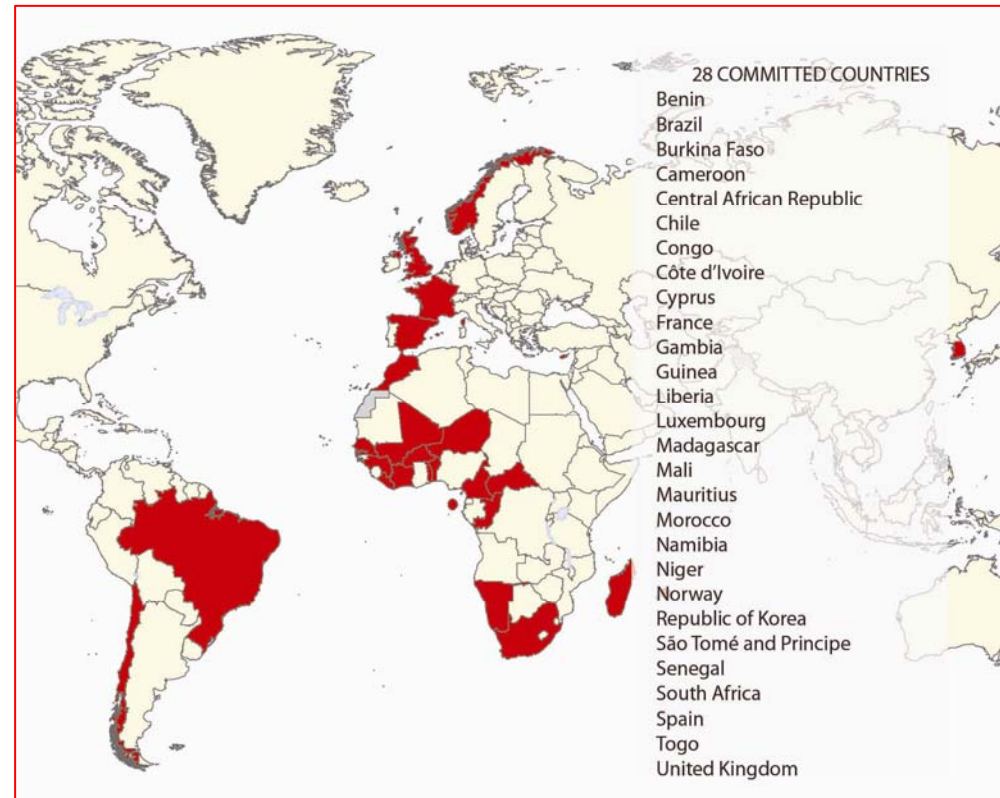 28 COMMITTED COUNTRIES
Benin
Brazil
Burkina Faso
Cameroon
Central African Republic
Chile
Congo
Côte d'Ivoire
Cyprus
France
Gambia
Guinea
Liberia
Luxembourg
Madagascar
Mali
Mauritius
Morocco
Namibia
Niger
Norway
Republic of Korea
São Tomé and Principe
Senegal
South Africa
Spain
Togo
United Kingdom